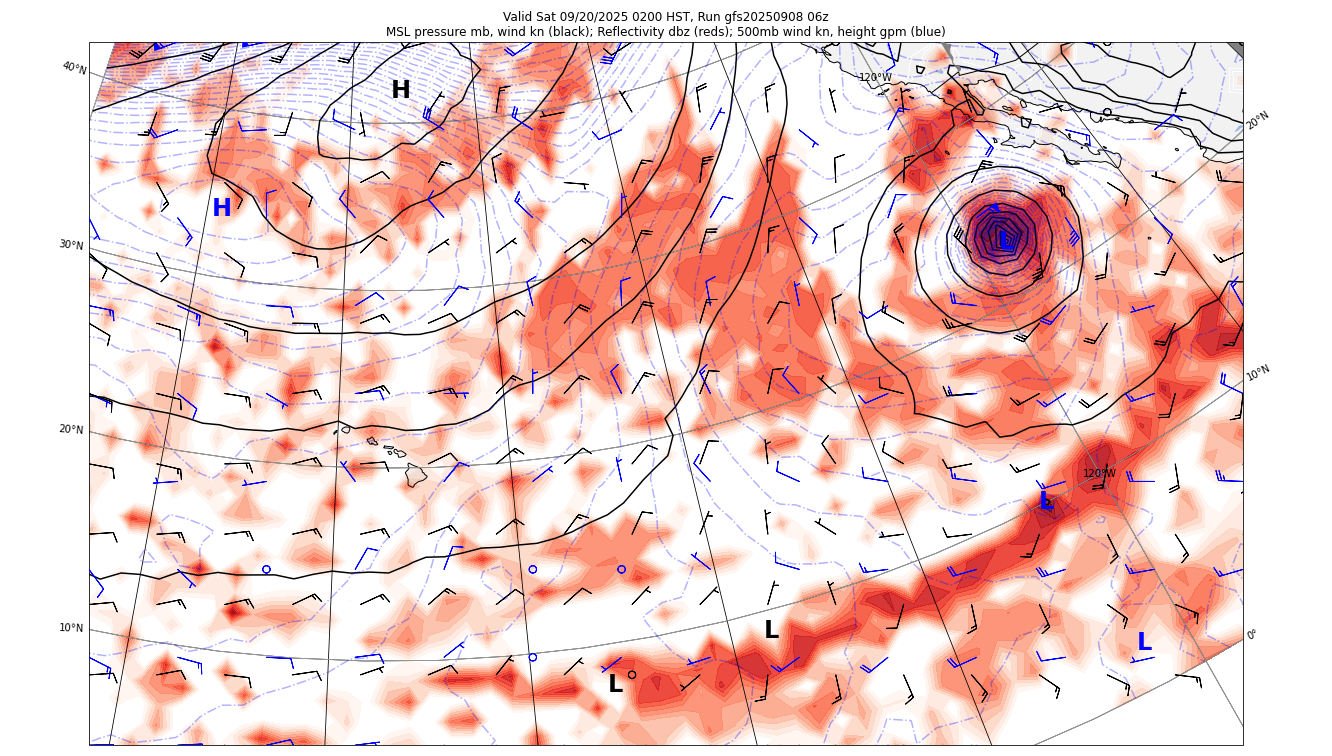 Valid Sat 09/20/2025 0200 HST, Run gfs20250908 06z
MSL pressure mb, wind kn (black); Reflectivity dbz (reds); 500mb wind kn, height gpm (blue)
40°N
120°W
H
20°N
H
30°N
L
10°N
20°N
120°W
L
10°N
L
0°
L
L